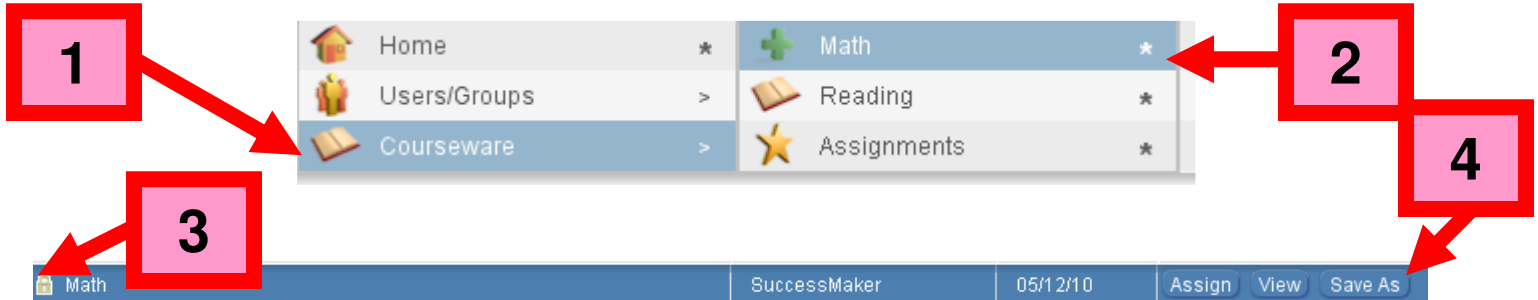 1
Home * Math *
2
Users/Groups > Reading *
Courseware > Assignments *
4
3
Math SuccessMaker 05/12/10 Assign View Save As